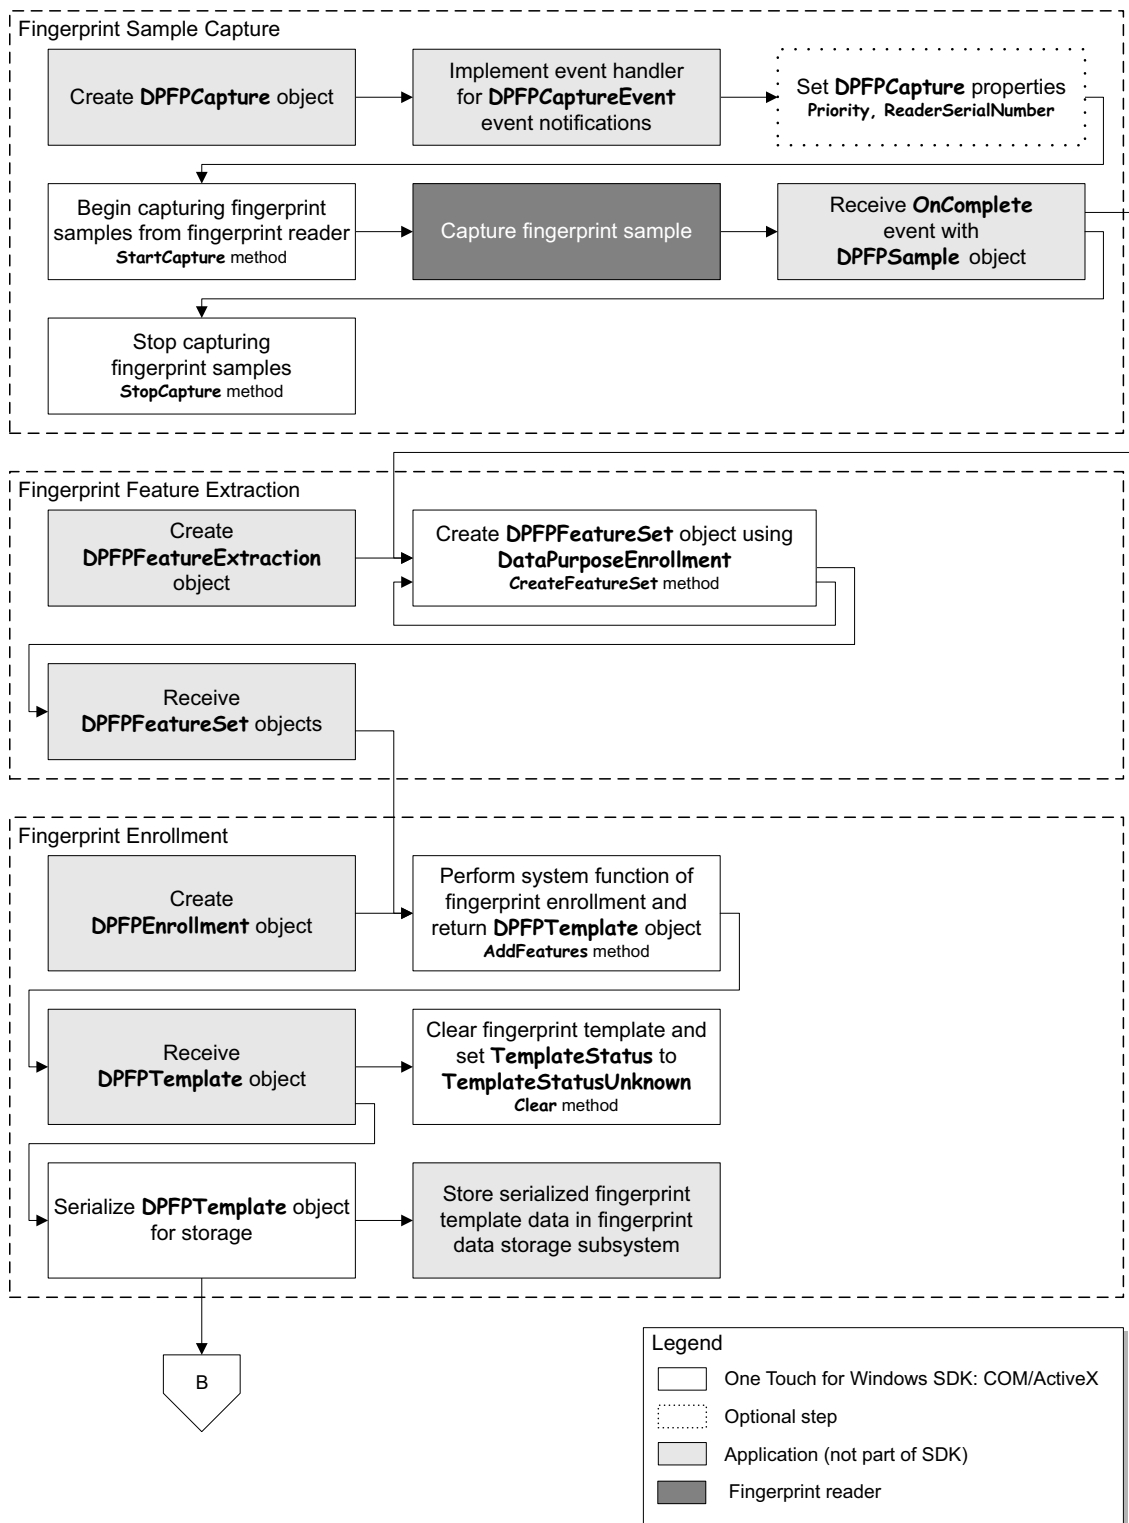 Fingerprint Sample Capture
Create DPFPCapture object
Implement event handler
for DPFPCaptureEvent
event notifications
Set DPFPCapture properties
Priority, ReaderSerialNumber
Begin capturing fingerprint
samples from fingerprint reader
StartCapture method
Capture fingerprint sample
Receive OnComplete
event with
DPFPSample object
Stop capturing
fingerprint samples
StopCapture method
Fingerprint Feature Extraction
Create
DPFPFeatureExtraction
object
Create DPFPFeatureSet object using
DataPurposeEnrollment
CreateFeatureSet method
Receive
DPFPFeatureSet objects
Fingerprint Enrollment
Create
DPFPEnrollment object
Perform system function of
fingerprint enrollment and
return DPFPTemplate object
AddFeatures method
Receive
DPFPTemplate object
Clear fingerprint template and
set TemplateStatus to
TemplateStatusUnknown
Clear method
Serialize DPFPTemplate object
for storage
Store serialized fingerprint
template data in fingerprint
data storage subsystem
B
Legend
One Touch for Windows SDK: COM/ActiveX
Optional step
Application (not part of SDK)
Fingerprint reader